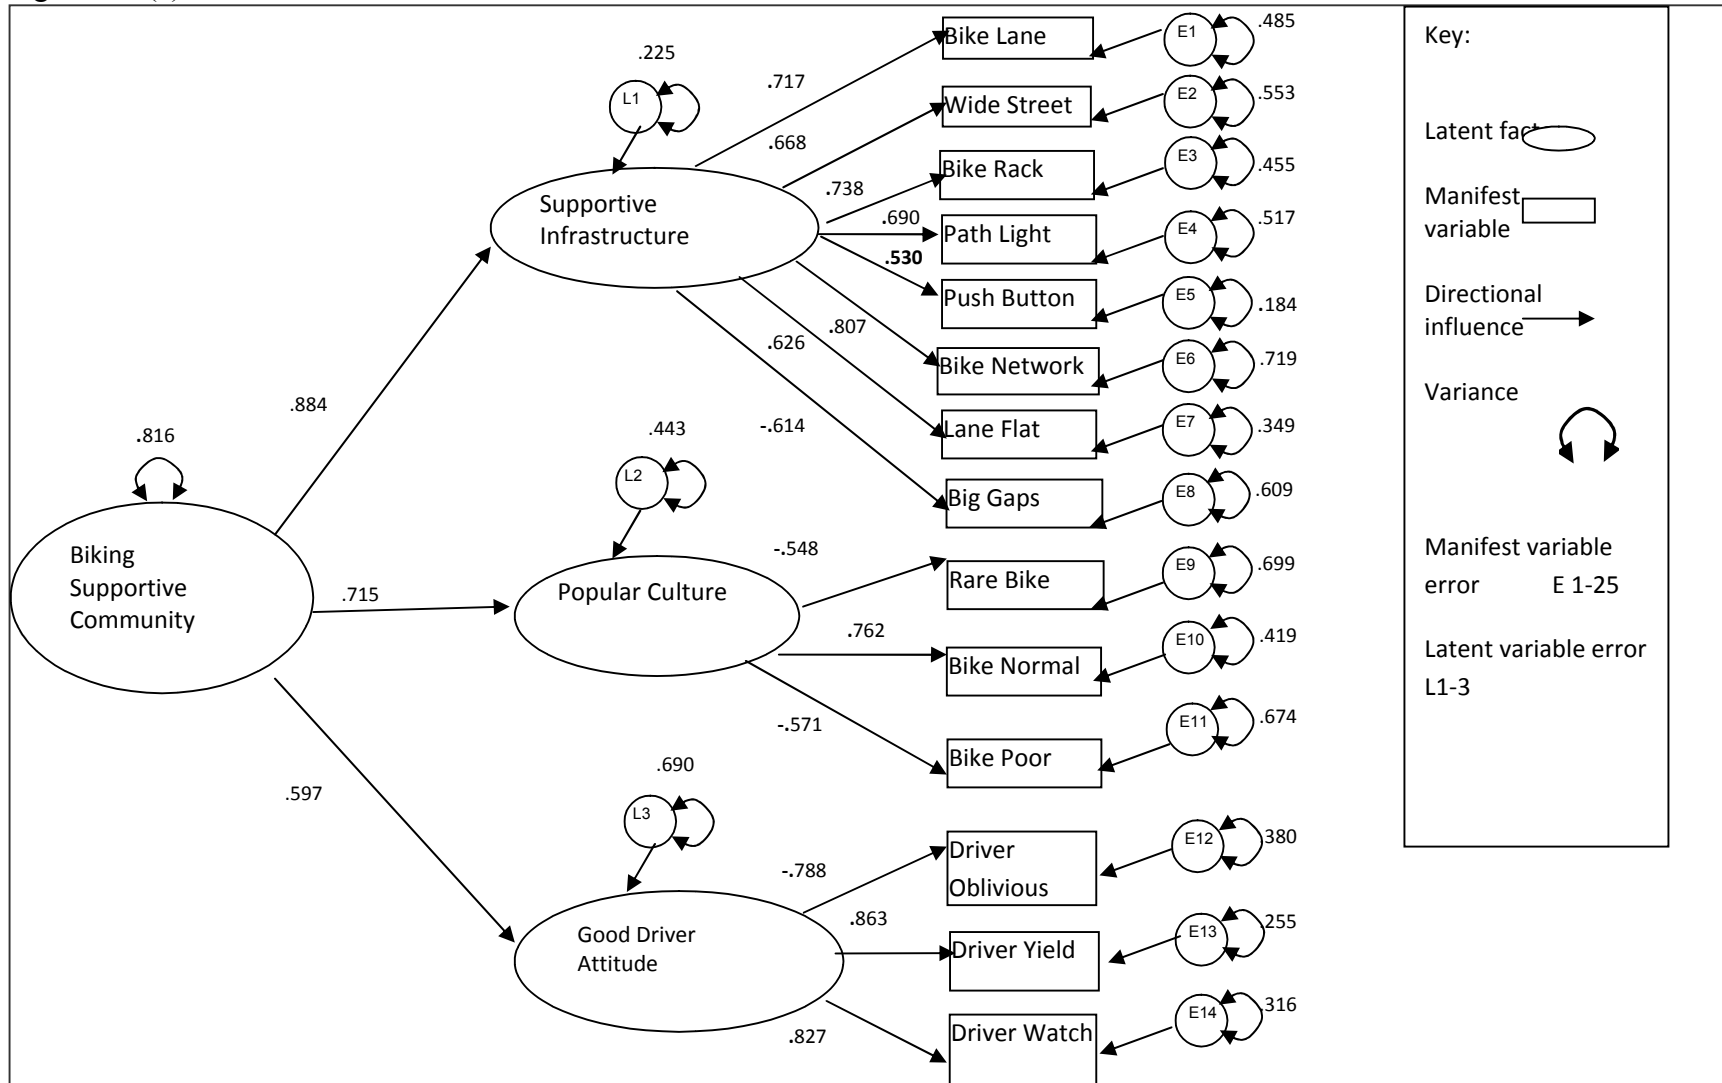 .485
Bike Lane
E1
Key:
.225
.717
L1
Wide Street
E2
.553
.668
Latent fac
Bike Rack
E3
.455
.738
Supportive
Infrastructure
.690
Path Light
E4
.517
Manifest
variable
.530
Push Button
E5
.184
Directional
influence
.807
.626
Bike Network
E6
.719
.884
-.614
Lane Flat
E7
.349
Variance
.816
.443
L2
Big Gaps
E8
.609
-.548
Rare Bike
E9
.699
Manifest variable
error E 1-25
Biking
Supportive
Community
.715
Popular Culture
.762
Bike Normal
E10
.419
Latent variable error
L1-3
-.571
Bike Poor
E11
.674
.597
.690
L3
-.788
Driver
Oblivious
E12
.380
.863
Good Driver
Attitude
Driver Yield
E13
.255
.827
Driver Watch
E14
.316